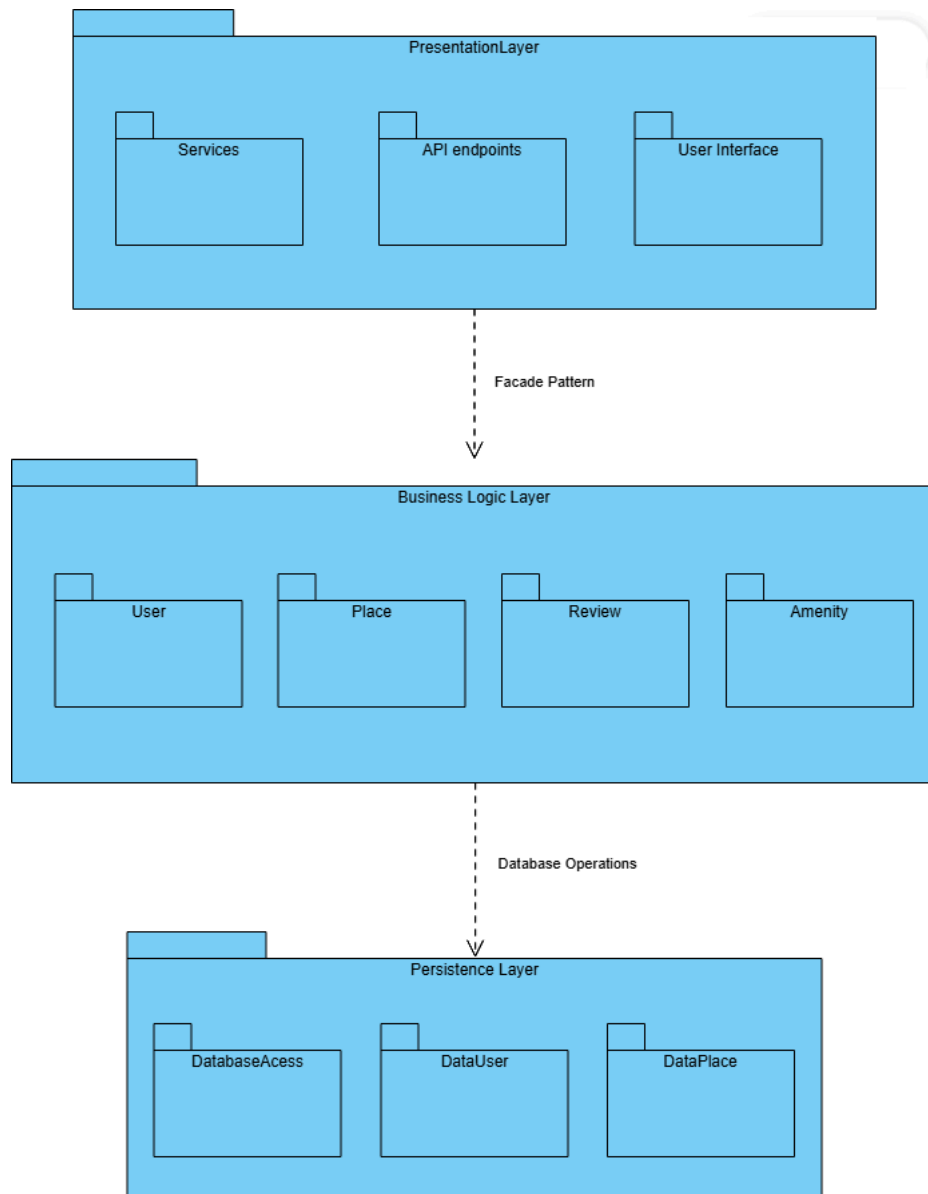 PresentationLayer
Services
API endpoints
User Interface
Facade Pattern
Business Logic Layer
User
Place
Review
Amenity
Database Operations
Persistence Layer
DatabaseAcess
DataUser
DataPlace